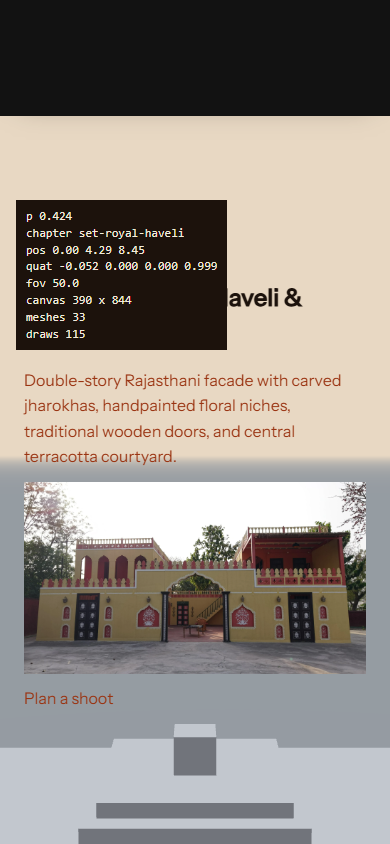 p 0.424
chapter set-royal-haveli
pos 0.00 4.29 8.45
quat -0.052 0.000 0.000 0.999
fov 50.0
canvas 390 x 844
meshes 33
draws 115
&
Double-story Rajasthani facade with carved
jharokhas, handpainted floral niches,
traditional wooden doors, and central
terracotta courtyard.
Plan a shoot